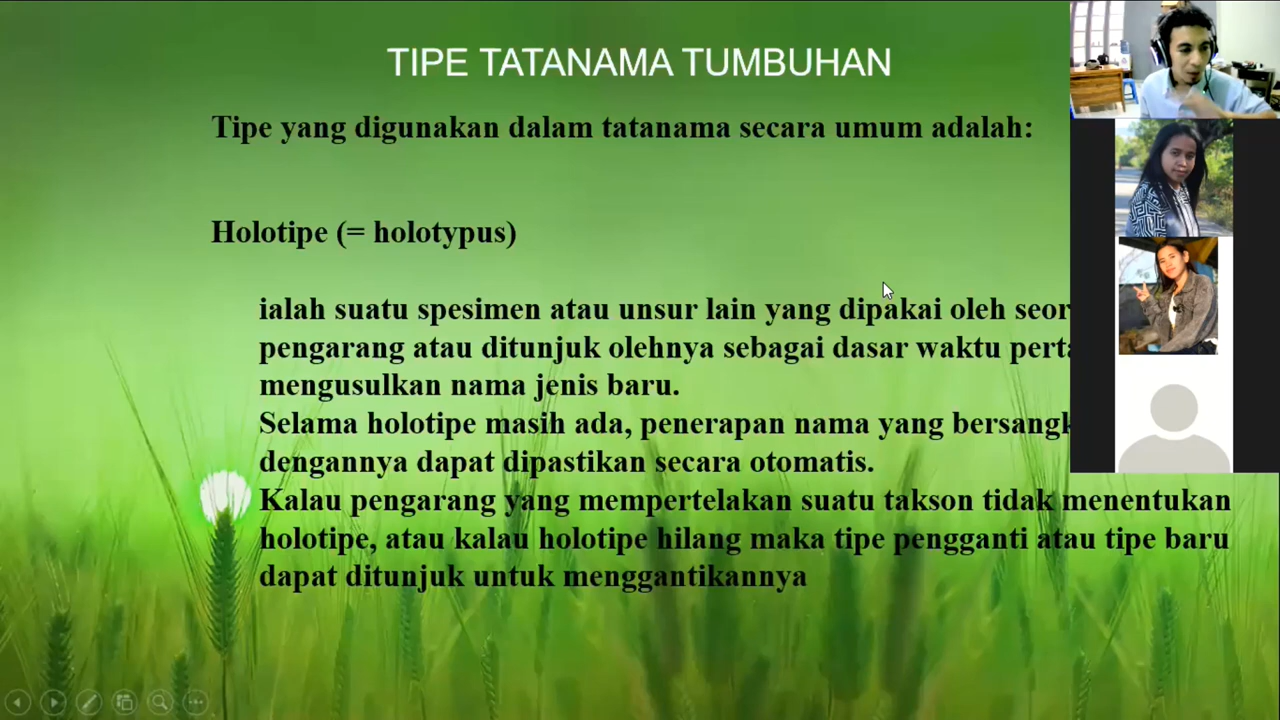 TIPE TATANAMA TUMBUHAN
Tipe yang digunakan dalam tatanama secara umum adalah:
Holotipe (= holotypus)
ialah suatu spesimen atau unsur lain yang dipakai oleh
pengarang atau ditunjuk olehnya sebagai dasar waktu
mengusulkan nama jenis baru.
Selama holotipe masih ada, penerapan nama yang
dengannya dapat dipastikan secara otomatis.
Kalau pengarang yang mempertelakan suatu takson tidak menentukan
holotipe, atau kalau holotipe hilang maka tipe pengganti atau tipe baru
dapat ditunjuk untuk menggantikannya